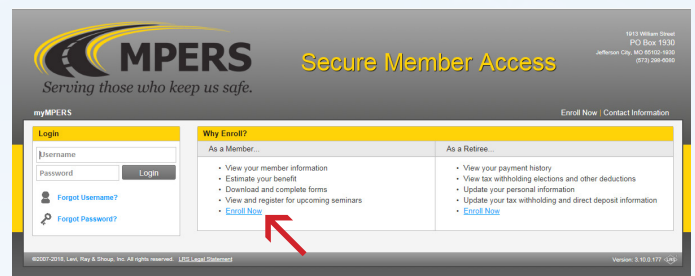 MPERS
Serving those who keep us safe.
Secure Member Access
1913 William Street
PO Box 1930
Jefferson City, MO 65102-1930
(573) 298-6080
myMPERS
Enroll Now | Contact Information
Login
Username
Password
Login
Forgot Username?
Forgot Password?
Why Enroll?
As a Member...
• View your member information
• Estimate your benefit
• Download and complete forms
• View and register for upcoming seminars
• Enroll Now
As a Retiree...
• View your payment history
• View tax withholding elections and other deductions
• Update your personal information
• Update your tax withholding and direct deposit information
• Enroll Now
©2007-2018, Levi, Ray & Shoup, Inc. All rights reserved. LRS Legal Statement
Version: 3.10.0.177
LRS